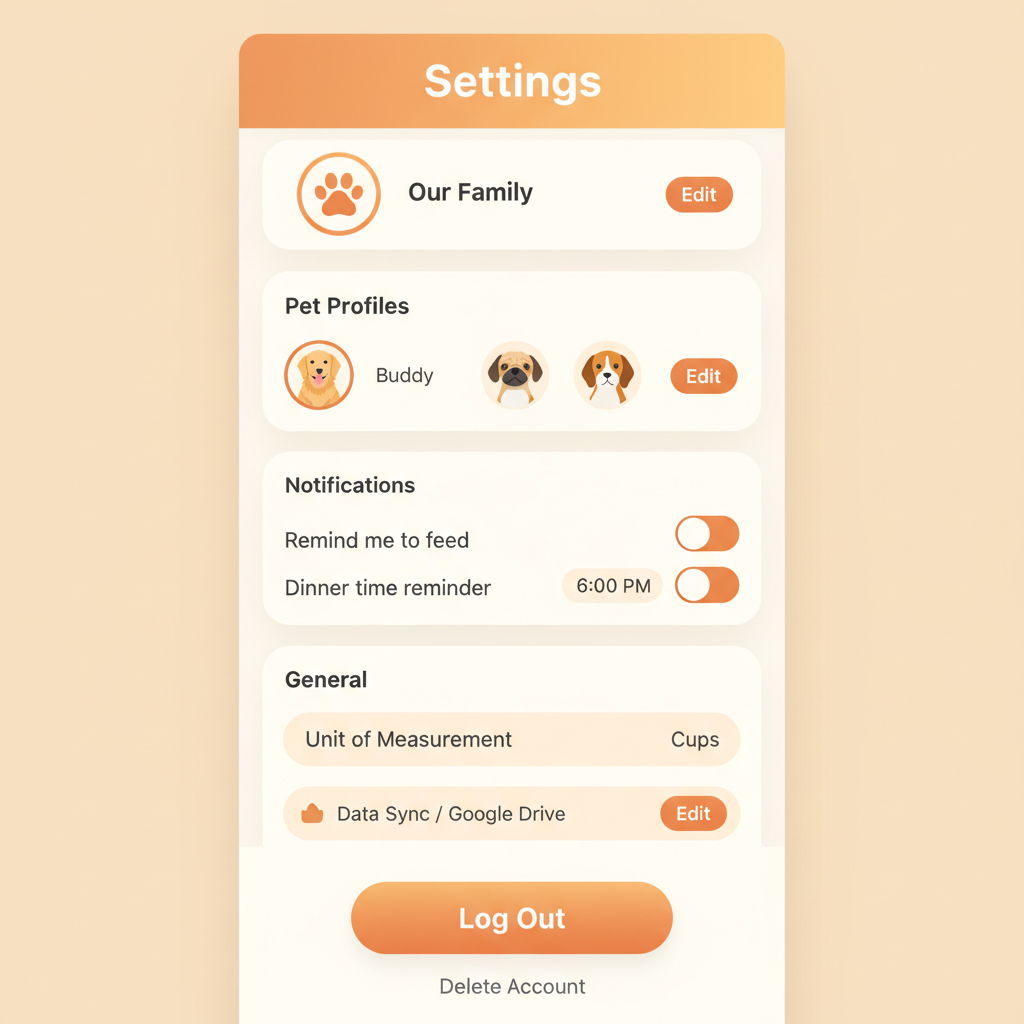 Settings
Our Family
Edit
Pet Profiles
Buddy
Edit
Notifications
Remind me to feed
Dinner time reminder 6:00 PM
General
Unit of Measurement Cups
Data Sync / Google Drive Edit
Log Out
Delete Account